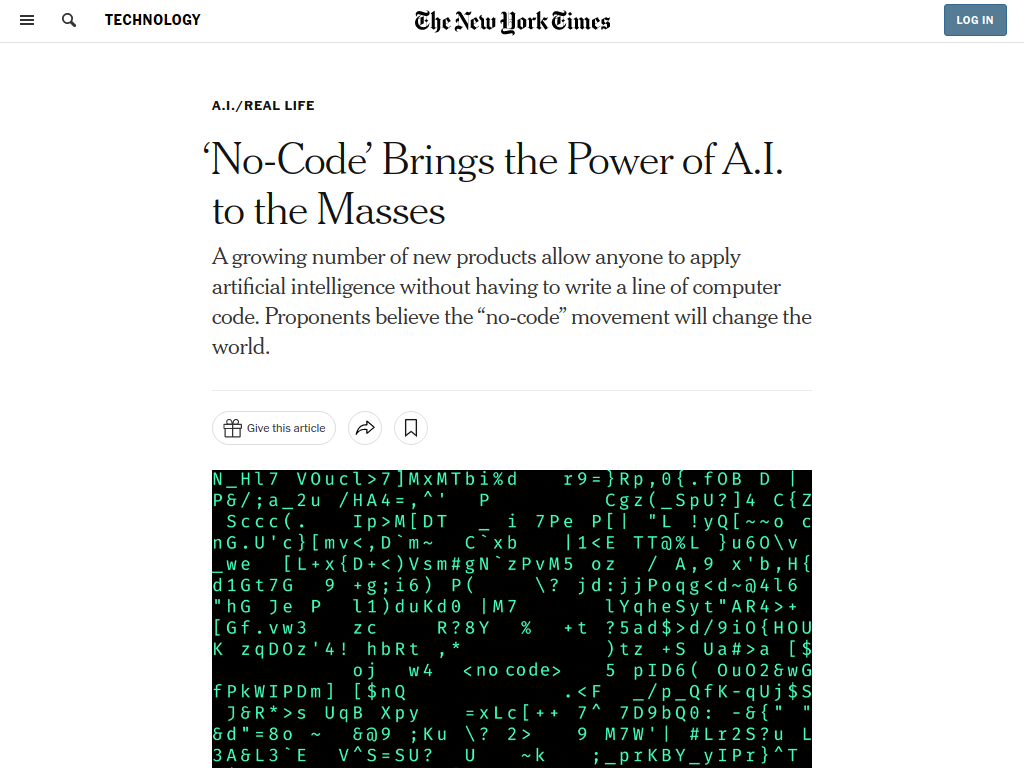 TECHNOLOGY
The New York Times
LOG IN
A.I./REAL LIFE
‘No-Code’ Brings the Power of A.I.
to the Masses
A growing number of new products allow anyone to apply
artificial intelligence without having to write a line of computer
code. Proponents believe the “no-code” movement will change the
world.
Give this article
N_Hl7 VOucl>7]MxMTbi%d r9=}Rp,0{.fOB D |
P&/;a_2u /HA4=,^' P Cgz(_SpU?]4 C{Z
Sccc(. Ip>M[DT _ i 7Pe P[| "L !yQ[~~o c
nG.U'c}[mv<,D`m~ C`xb |1<E TT@%L }u6O\v
_we [L+x{D+<)Vsm#gN`zPvM5 oz / A,9 x'b,H{
d1Gt7G 9 +g;i6) P( \? jd:jjPoqg<d~@4l6
"hG Je P l1)duKd0 |M7 lYqheSyt"AR4>+
[Gf.vw3 zc R?8Y % +t ?5ad$>d/9iO{HOU
K zqDOz'4! hbRt ,* )tz +S Ua#>a [$
oj w4 <no code> 5 pID6( OuO2&wG
fPkWIPDm] [$nQ .<F _/p_QfK-qUj$S
J&R*>s UqB Xpy =xLc[++ 7^ 7D9bQ0: -&{" "
&d"=8o ~ &@9 ;Ku \? 2> 9 M7W'| #Lr2S?u L
3A&L3`E V^S=SU? U ~k ;_prKBY_yIPr}^T